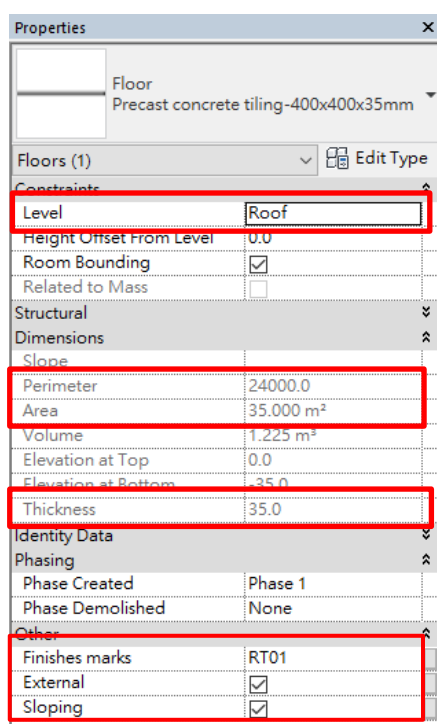 Properties
Floor
Precast concrete tiling-400x400x35mm
Floors (1) Edit Type
Constraints
Level Roof
Height Offset From Level 0.0
Room Bounding
Related to Mass
Structural
Dimensions
Slope
Perimeter 24000.0
Area 35.000 m²
Volume 1.225 m³
Elevation at Top 0.0
Elevation at Bottom -35.0
Thickness 35.0
Identity Data
Phasing
Phase Created Phase 1
Phase Demolished None
Other
Finishes marks RT01
External
Sloping